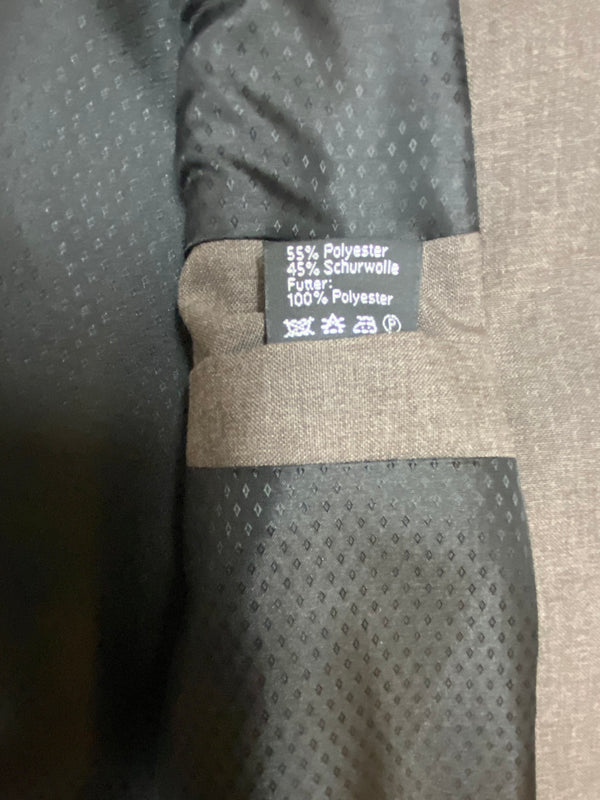 55% Polyester
45% Schurwolle
Futter:
100% Polyester
P